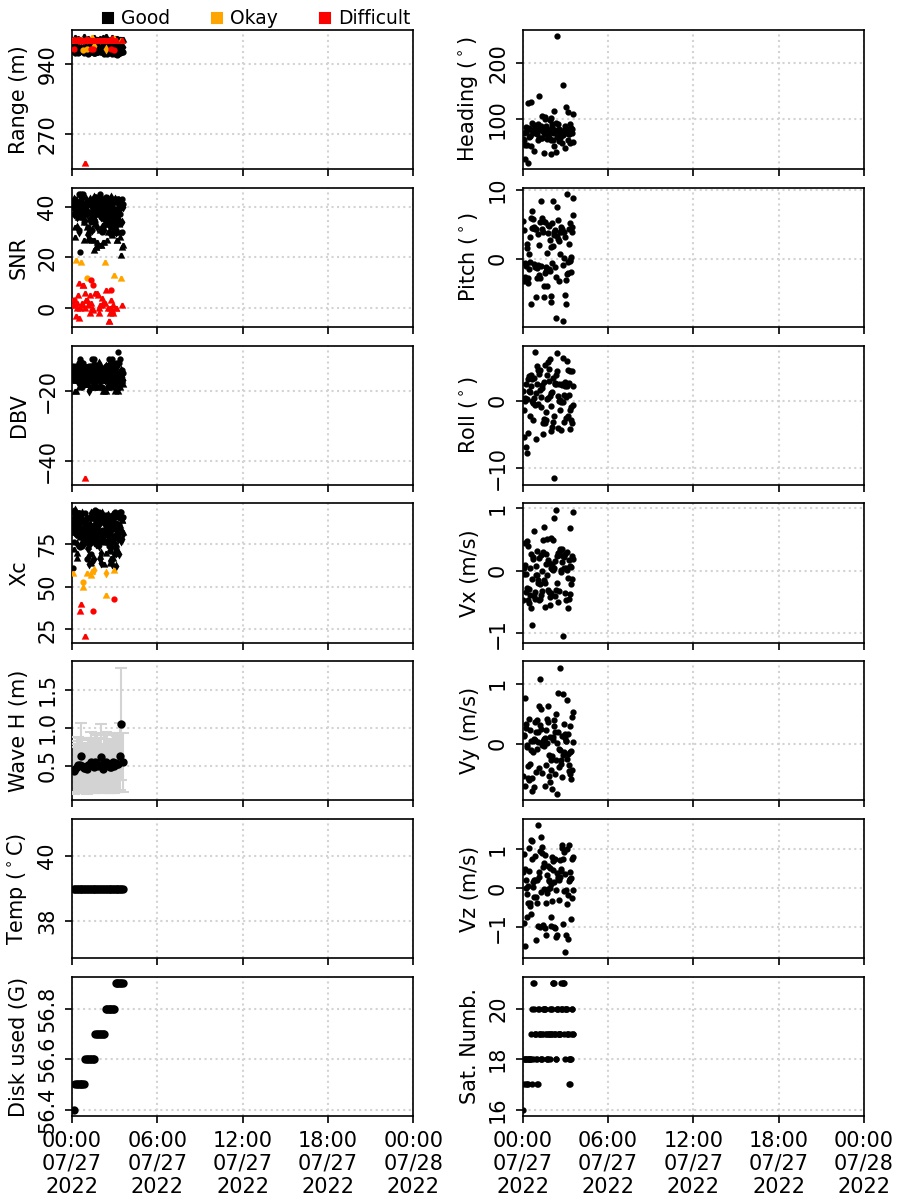 Good Okay Difficult
Range (m)
940
270
Heading (°)
200
100
SNR
40
20
0
Pitch (°)
10
0
DBV
−20
−40
Roll (°)
0
−10
Xc
75
50
25
Vx (m/s)
1
0
−1
Wave H (m)
1.5
1.0
0.5
Vy (m/s)
1
0
Temp (°C)
40
38
Vz (m/s)
1
0
−1
Disk used (G)
56.8
56.6
56.4
Sat. Numb.
20
18
16
00:00 06:00 12:00 18:00 00:00
07/27 07/27 07/27 07/27 07/28
2022 2022 2022 2022 2022
00:00 06:00 12:00 18:00 00:00
07/27 07/27 07/27 07/27 07/28
2022 2022 2022 2022 2022